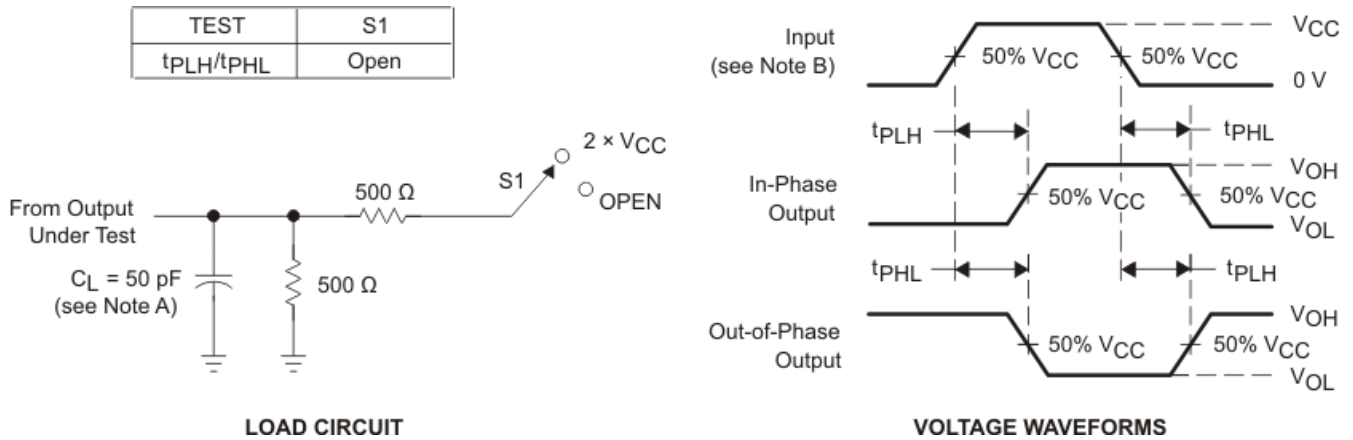 TEST S1
tPLH/tPHL Open
2 × VCC
S1
OPEN
500 Ω
From Output
Under Test
CL = 50 pF
(see Note A)
500 Ω
LOAD CIRCUIT
Input
(see Note B)
50% VCC
50% VCC
VCC
0 V
tPLH
tPHL
In-Phase
Output
50% VCC
50% VCC
VOH
VOL
tPHL
tPLH
Out-of-Phase
Output
50% VCC
50% VCC
VOH
VOL
VOLTAGE WAVEFORMS